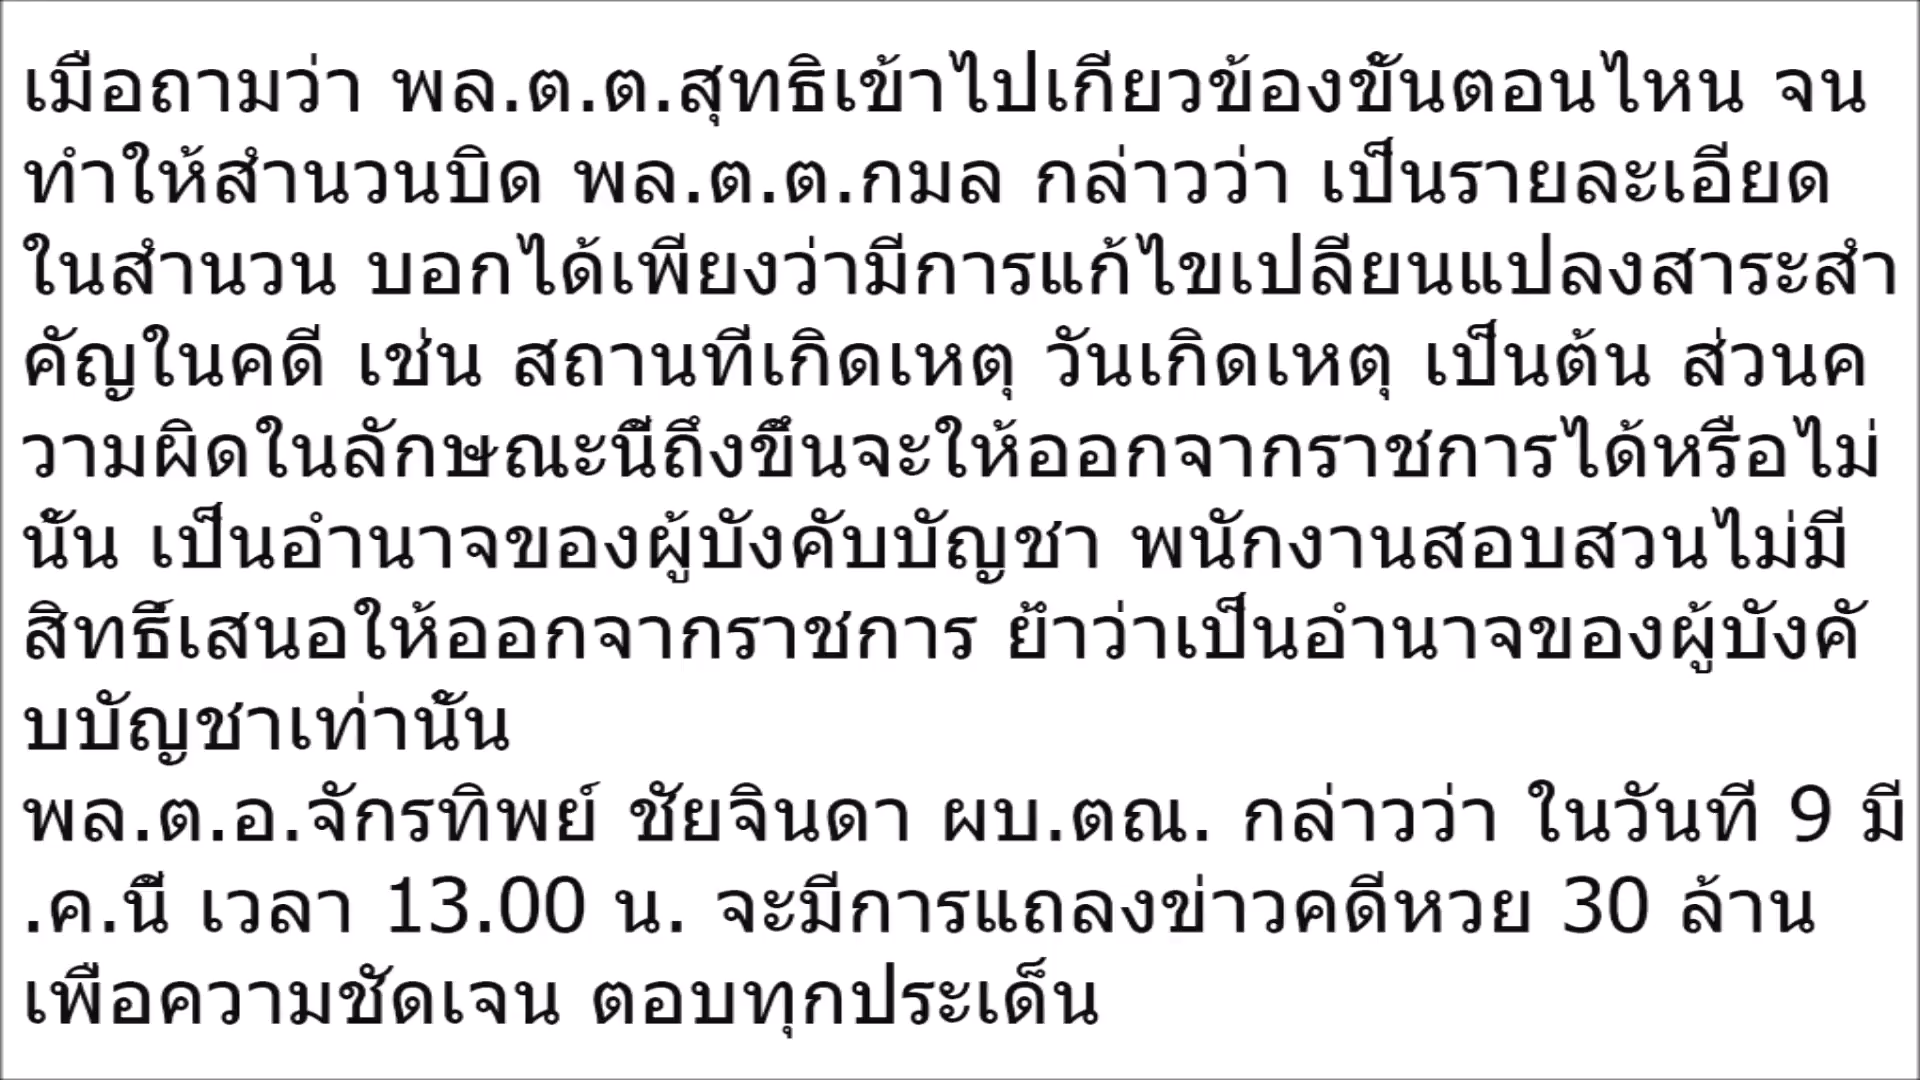 เมื่อถามว่า พล.ต.ต.สุทธิเข้าไปเกี่ยวข้องขั้นตอนไหน จน
ทำให้สำนวนบิด พล.ต.ต.กมล กล่าวว่า เป็นรายละเอียด
ในสำนวน บอกได้เพียงว่ามีการแก้ไขเปลี่ยนแปลงสาระสำ
คัญในคดี เช่น สถานที่เกิดเหตุ วันเกิดเหตุ เป็นต้น ส่วนค
วามผิดในลักษณะนี้ถึงขึ้นจะให้ออกจากราชการได้หรือไม่
นั้น เป็นอำนาจของผู้บังคับบัญชา พนักงานสอบสวนไม่มี
สิทธิ์เสนอให้ออกจากราชการ ย้ำว่าเป็นอำนาจของผู้บังคั
บบัญชาเท่านั้น
พล.ต.อ.จักรทิพย์ ชัยจินดา ผบ.ตณ. กล่าวว่า ในวันที่ 9 มี
.ค.นี้ เวลา 13.00 น. จะมีการแถลงข่าวคดีหวย 30 ล้าน
เพื่อความชัดเจน ตอบทุกประเด็น